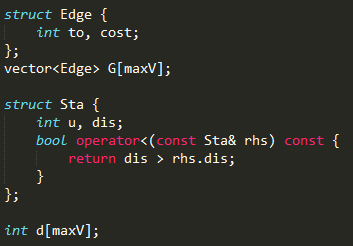 struct Edge {
    int to, cost;
};
vector<Edge> G[maxV];

struct Sta {
    int u, dis;
    bool operator<(const Sta& rhs) const {
        return dis > rhs.dis;
    }
};

int d[maxV];